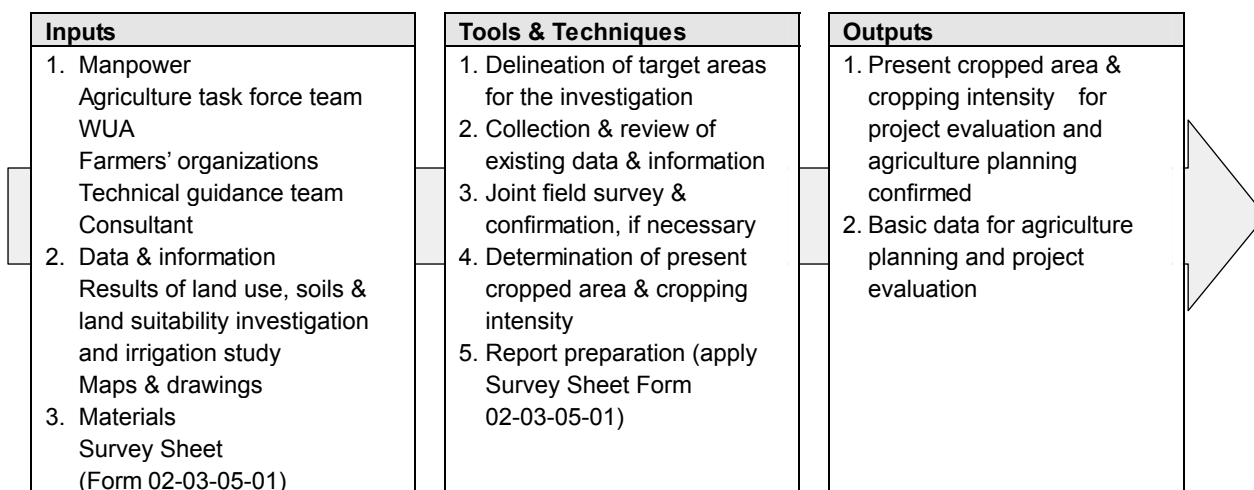 Inputs
1. Manpower
Agriculture task force team
WUA
Farmers' organizations
Technical guidance team
Consultant
2. Data & information
Results of land use, soils &
land suitability investigation
and irrigation study
Maps & drawings
3. Materials
Survey Sheet
(Form 02-03-05-01)
Tools & Techniques
1. Delineation of target areas
for the investigation
2. Collection & review of
existing data & information
3. Joint field survey &
confirmation, if necessary
4. Determination of present
cropped area & cropping
intensity
5. Report preparation (apply
Survey Sheet Form
02-03-05-01)
Outputs
1. Present cropped area &
cropping intensity for
project evaluation and
agriculture planning
confirmed
2. Basic data for agriculture
planning and project
evaluation